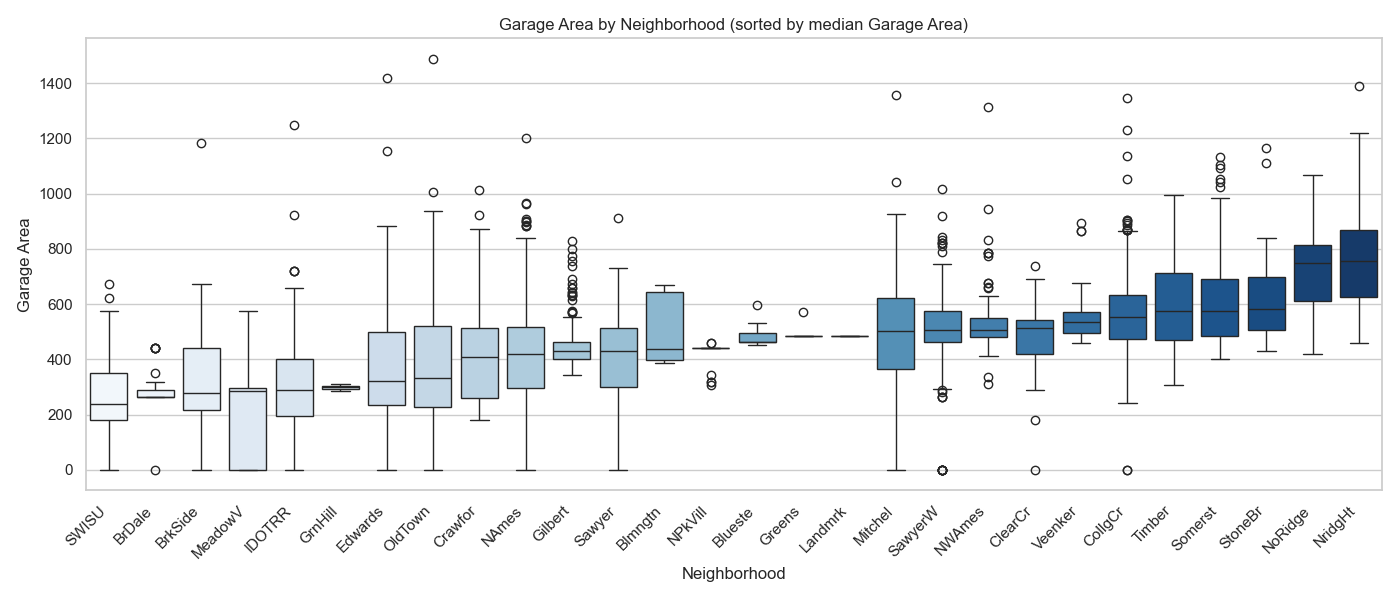 Garage Area by Neighborhood (sorted by median Garage Area)
Garage Area
1400
1200
1000
800
600
400
200
0
SWISU
BrDale
BrkSide
MeadowV
IDOTRR
GrnHill
Edwards
OldTown
Crawfor
NAmes
Gilbert
Sawyer
Blmngtn
NPkVill
Blueste
Greens
Landmrk
Mitchel
SawyerW
NWAmes
ClearCr
Veenker
CollgCr
Timber
Somerst
StoneBr
NoRidge
NridgHt
Neighborhood